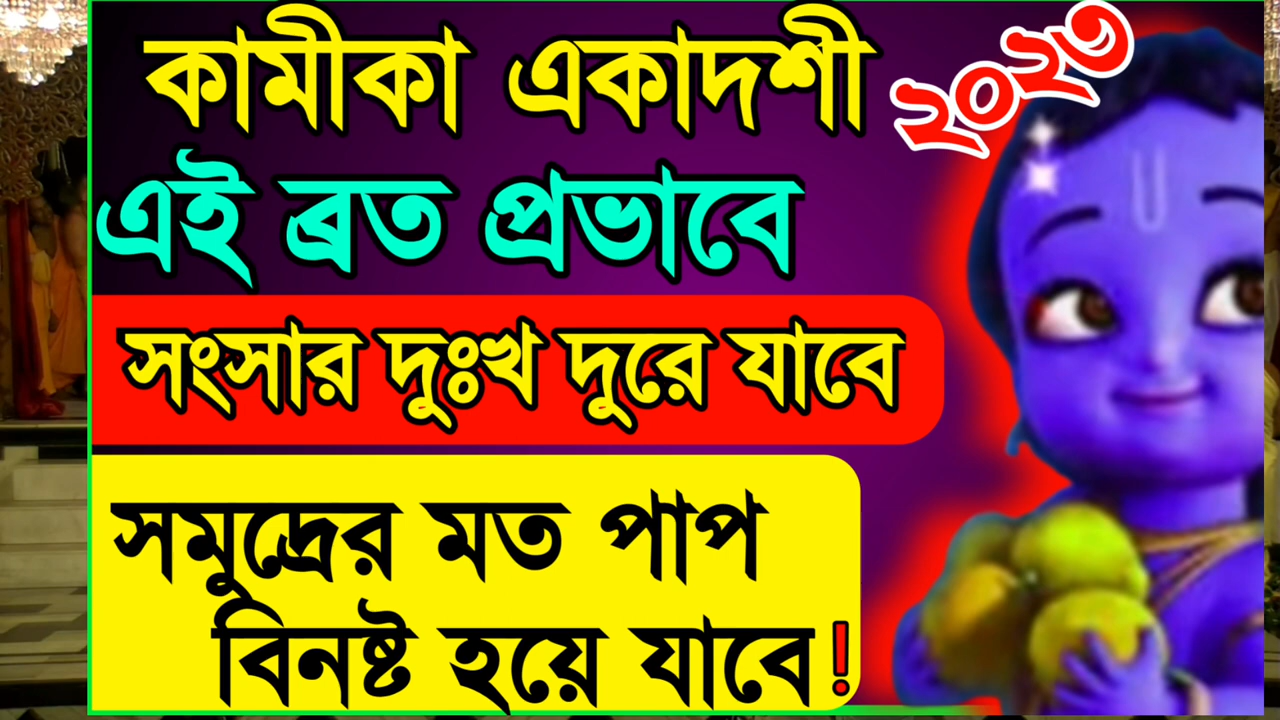 কামীকা একাদশী
২০২৩
এই ব্রত প্রভাবে
সংসার দুঃখ দুরে যাবে
সমুদ্রের মত পাপ
বিনষ্ট হয়ে যাবে!